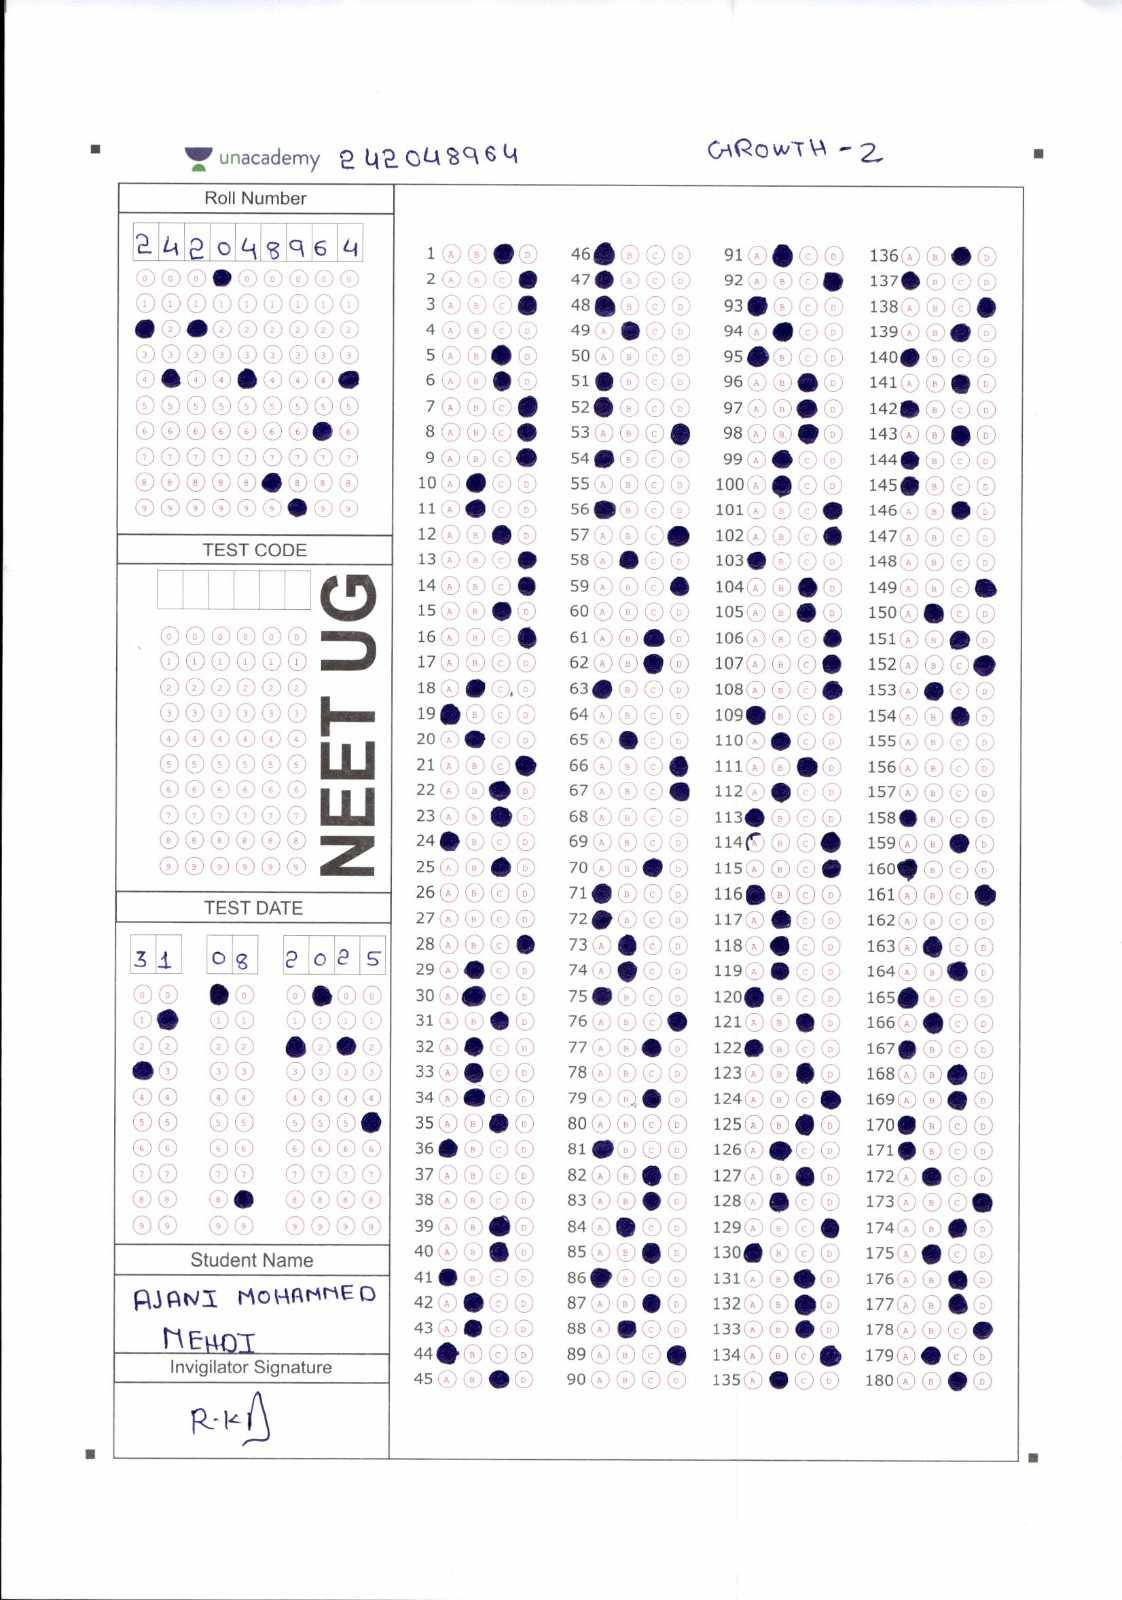 unacademy 242048964
GROWTH - 2
Roll Number
2 4 2 0 4 8 9 6 4
TEST CODE
NEET UG
TEST DATE
31 08 2025
Student Name
AJANI MOHAMMED
MEHDI
Invigilator Signature
1 A B D
2 A B C
3 A B C
4 A B C D
5 A B D
6 A B D
7 A B C
8 A B C
9 A B C
10 A C D
11 A C D
12 A B D
13 A B C
14 A B C
15 A B D
16 A B C
17 A B C D
18 A C D
19 B C D
20 A C D
21 A B C
22 A B D
23 A B D
24 B C D
25 A B D
26 A B C D
27 A B C D
28 A B C
29 A C D
30 A C D
31 A B D
32 A C D
33 A C D
34 A C D
35 A B D
36 B C D
37 A B C D
38 A B C D
39 A B D
40 A B D
41 B C D
42 A C D
43 A C D
44 B C D
45 A B D
46 B C D
47 B C D
48 B C D
49 A C D
50 A B C D
51 B C D
52 B C D
53 A B C
54 B C D
55 A B C D
56 B C D
57 A B C
58 A C D
59 A B C
60 A B C D
61 A B D
62 A B D
63 B C D
64 A B C D
65 A C D
66 A B C
67 A B C
68 A B C D
69 A B C D
70 A B D
71 B C D
72 B C D
73 A C D
74 A C D
75 B C D
76 A B C
77 A B D
78 A B C D
79 A B D
80 A B C D
81 B C D
82 A B D
83 A B D
84 A C D
85 A B D
86 B C D
87 A B D
88 A C D
89 A B C
90 A B C D
91 A C D
92 A B C
93 B C D
94 A C D
95 B C D
96 A B D
97 A B D
98 A B D
99 A C D
100 A C D
101 A B C
102 A B C
103 B C D
104 A B D
105 A B D
106 A B C
107 A B C
108 A B C
109 B C D
110 A C D
111 A B D
112 A C D
113 B C D
114 A B C
115 A B C
116 B C D
117 A C D
118 A C D
119 A C D
120 B C D
121 A B D
122 B C D
123 A B D
124 A B C
125 A B D
126 A C D
127 A B D
128 A C D
129 A B C
130 B C D
131 A B D
132 A B D
133 A B D
134 A B C
135 A C D
136 A B D
137 B C D
138 A B C
139 A B D
140 B C D
141 A B D
142 B C D
143 A B D
144 B C D
145 B C D
146 A B D
147 A B C D
148 A B C D
149 A B C
150 A C D
151 A B D
152 A B C
153 A C D
154 A B D
155 A B C D
156 A B C D
157 A B C D
158 B C D
159 A B D
160 B C D
161 A B C
162 A B C D
163 A C D
164 A B D
165 B C D
166 A C D
167 B C D
168 A B D
169 A B D
170 B C D
171 B C D
172 A C D
173 A B C
174 A B D
175 A C D
176 A B D
177 A B D
178 A B C
179 A C D
180 A B D